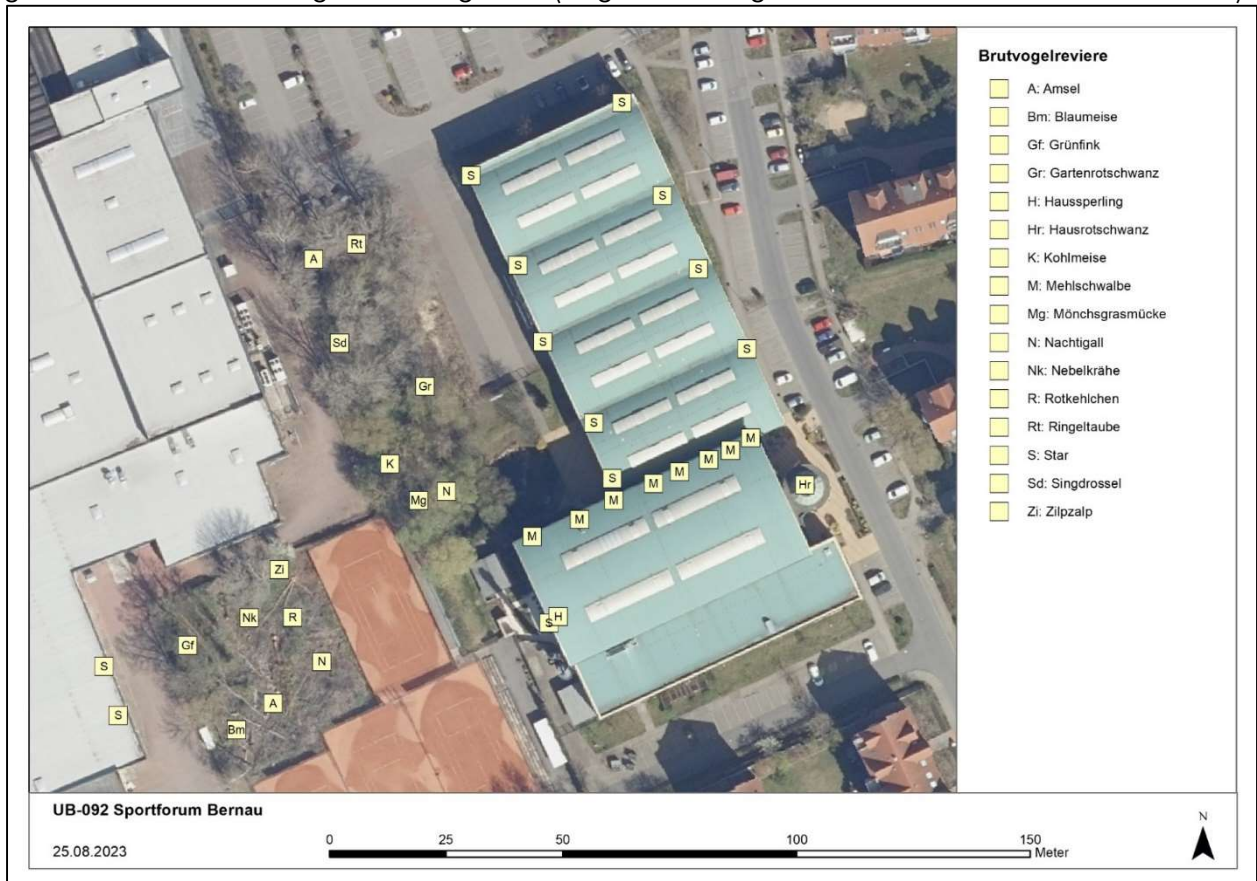 Brutvogelreviere
A: Amsel
Bm: Blaumeise
Gf: Grünfink
Gr: Gartenrotschwanz
H: Haussperling
Hr: Hausrotschwanz
K: Kohlmeise
M: Mehlschwalbe
Mg: Mönchsgrasmücke
N: Nachtigall
Nk: Nebelkrähe
R: Rotkehlchen
Rt: Ringeltaube
S: Star
Sd: Singdrossel
Zi: Zilpzalp
S
S
S
Rt
A
S
S
S
Sd
S
Gr
S
M
M
M
K
M
S
M
Hr
N
Mg
M
M
M
Zi
H
Nk
R
S
Gf
N
S
A
S
Bm
UB-092 Sportforum Bernau
25.08.2023
0 25 50 100 150
Meter
N